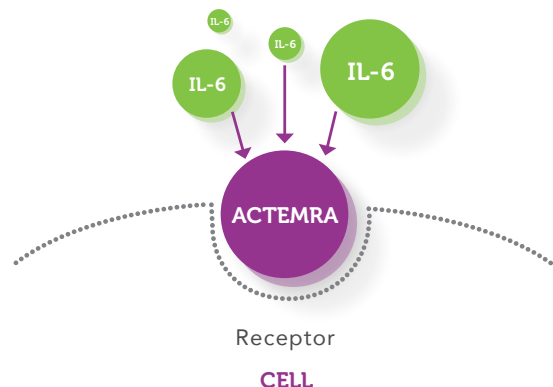 IL-6
IL-6
IL-6
IL-6
ACTEMRA
Receptor
CELL